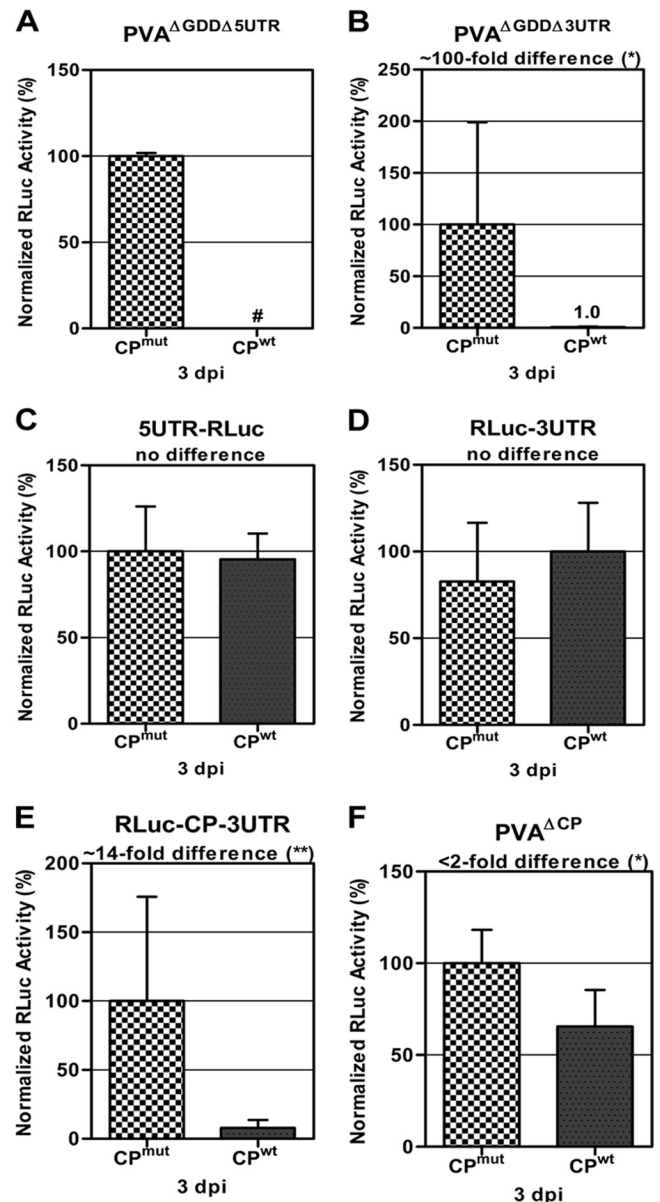 A
PVA^ΔGDDΔ5UTR
Normalized RLuc Activity (%)
150
100
50
0
#
CP^mut CP^wt
3 dpi
B
PVA^ΔGDDΔ3UTR
~100-fold difference (*)
Normalized RLuc Activity (%)
250
200
150
100
50
0
1.0
CP^mut CP^wt
3 dpi
C
5UTR-RLuc
no difference
Normalized RLuc Activity (%)
150
100
50
0
CP^mut CP^wt
3 dpi
D
RLuc-3UTR
no difference
Normalized RLuc Activity (%)
150
100
50
0
CP^mut CP^wt
3 dpi
E
RLuc-CP-3UTR
~14-fold difference (**)
Normalized RLuc Activity (%)
200
150
100
50
0
CP^mut CP^wt
3 dpi
F
PVA^ΔCP
<2-fold difference (*)
Normalized RLuc Activity (%)
150
100
50
0
CP^mut CP^wt
3 dpi